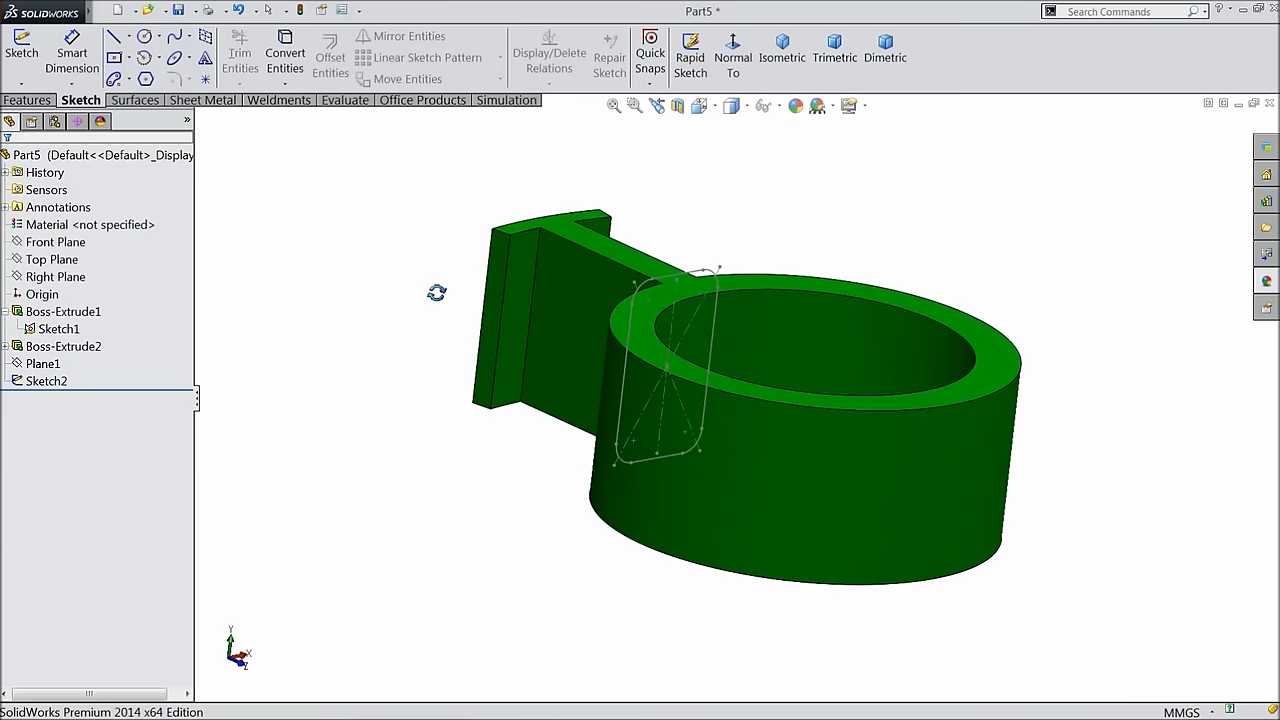 SOLIDWORKS
Part5 *
Search Commands
Sketch
Smart Dimension
Trim Entities
Convert Entities
Offset Entities
Mirror Entities
Linear Sketch Pattern
Move Entities
Display/Delete Relations
Repair Sketch
Quick Snaps
Rapid Sketch
Normal To
Isometric
Trimetric
Dimetric
Features Sketch Surfaces Sheet Metal Weldments Evaluate Office Products Simulation
Part5 (Default<<Default>_Display
History
Sensors
Annotations
Material <not specified>
Front Plane
Top Plane
Right Plane
Origin
Boss-Extrude1
Sketch1
Boss-Extrude2
Plane1
Sketch2
Y
X
Z
SolidWorks Premium 2014 x64 Edition
MMGS